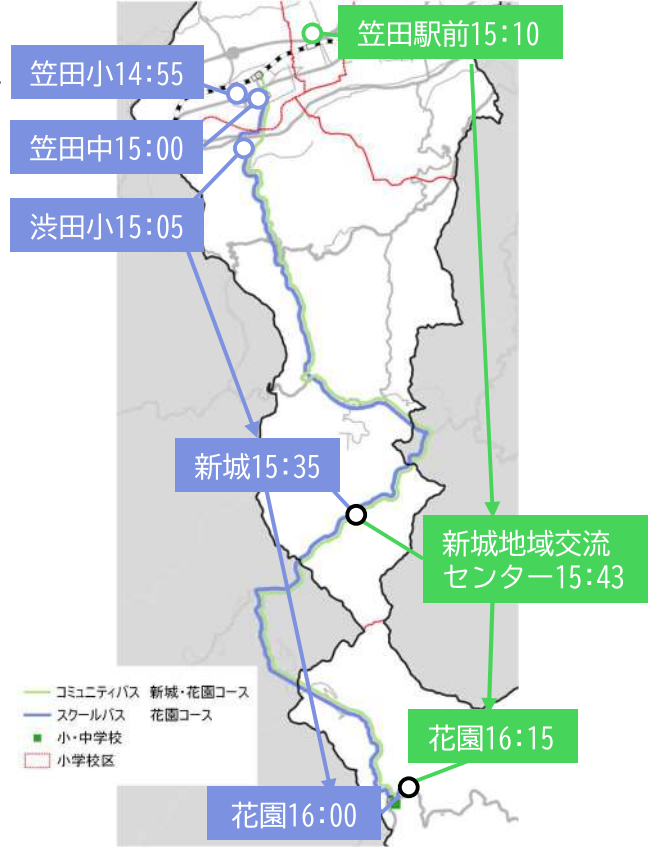 笠田駅前15:10
笠田小14:55
笠田中15:00
渋田小15:05
新城15:35
新城地域交流
センター15:43
コミュニティバス 新城・花園コース
スクールバス 花園コース
小・中学校
小学校区
花園16:15
花園16:00